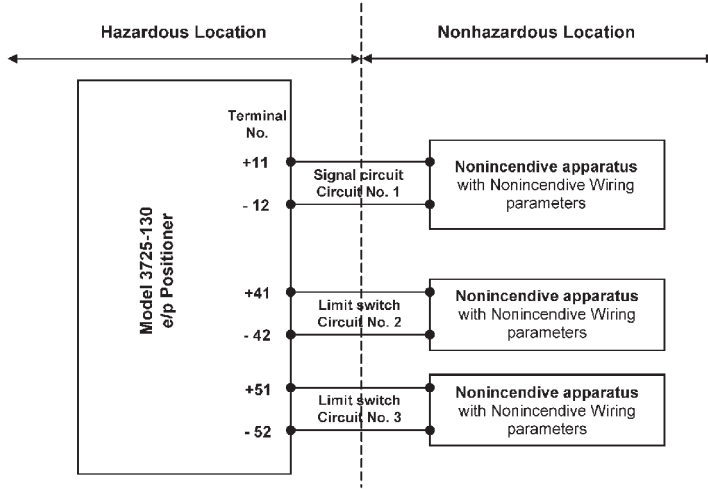 Hazardous Location
Nonhazardous Location
Terminal
No.
Model 3725-130
e/p Positioner
+11
- 12
Signal circuit
Circuit No. 1
Nonincendive apparatus
with Nonincendive Wiring
parameters
+41
- 42
Limit switch
Circuit No. 2
Nonincendive apparatus
with Nonincendive Wiring
parameters
+51
- 52
Limit switch
Circuit No. 3
Nonincendive apparatus
with Nonincendive Wiring
parameters